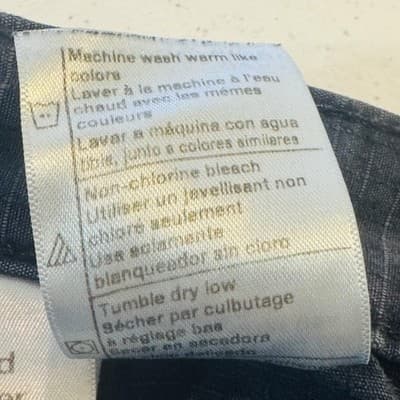 Machine wash warm like
colors
Laver à la machine à l'eau
chaud avec les mêmes
couleurs
Lavar a máquina con agua
tibia, junto a colores similares
Non-chlorine bleach
Utiliser un javellisant non
chloré seulement
Use solamente
blanqueador sin cloro
Tumble dry low
Sécher par culbutage
à réglage bas
Secar en secadora